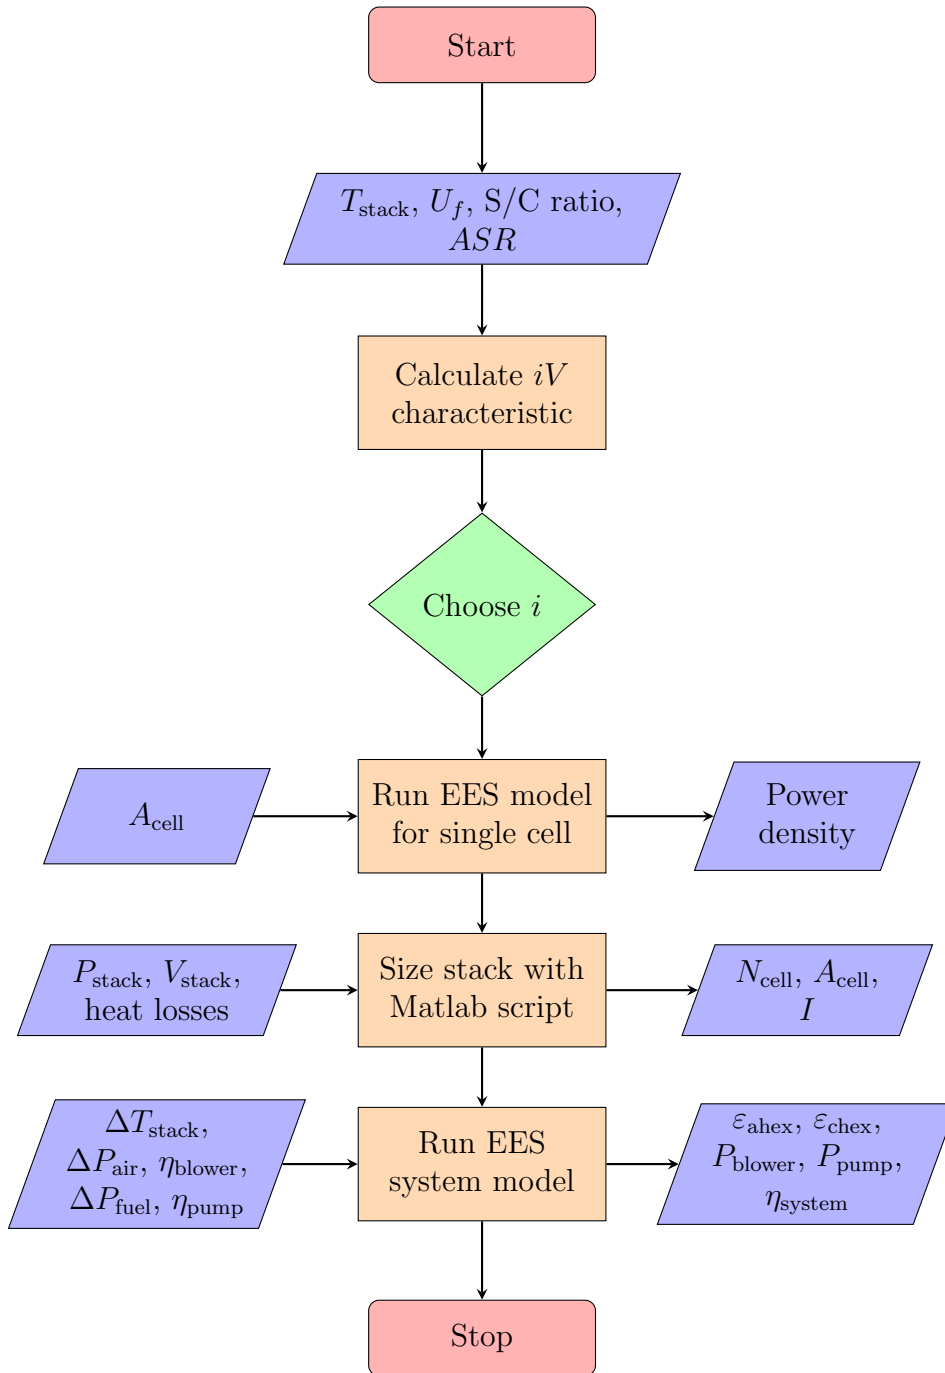 Start
T_stack, U_f, S/C ratio,
ASR
Calculate iV
characteristic
Choose i
A_cell
Run EES model
for single cell
Power
density
P_stack, V_stack,
heat losses
Size stack with
Matlab script
N_cell, A_cell,
I
ΔT_stack,
ΔP_air, η_blower,
ΔP_fuel, η_pump
Run EES
system model
ε_ahex, ε_chex,
P_blower, P_pump,
η_system
Stop